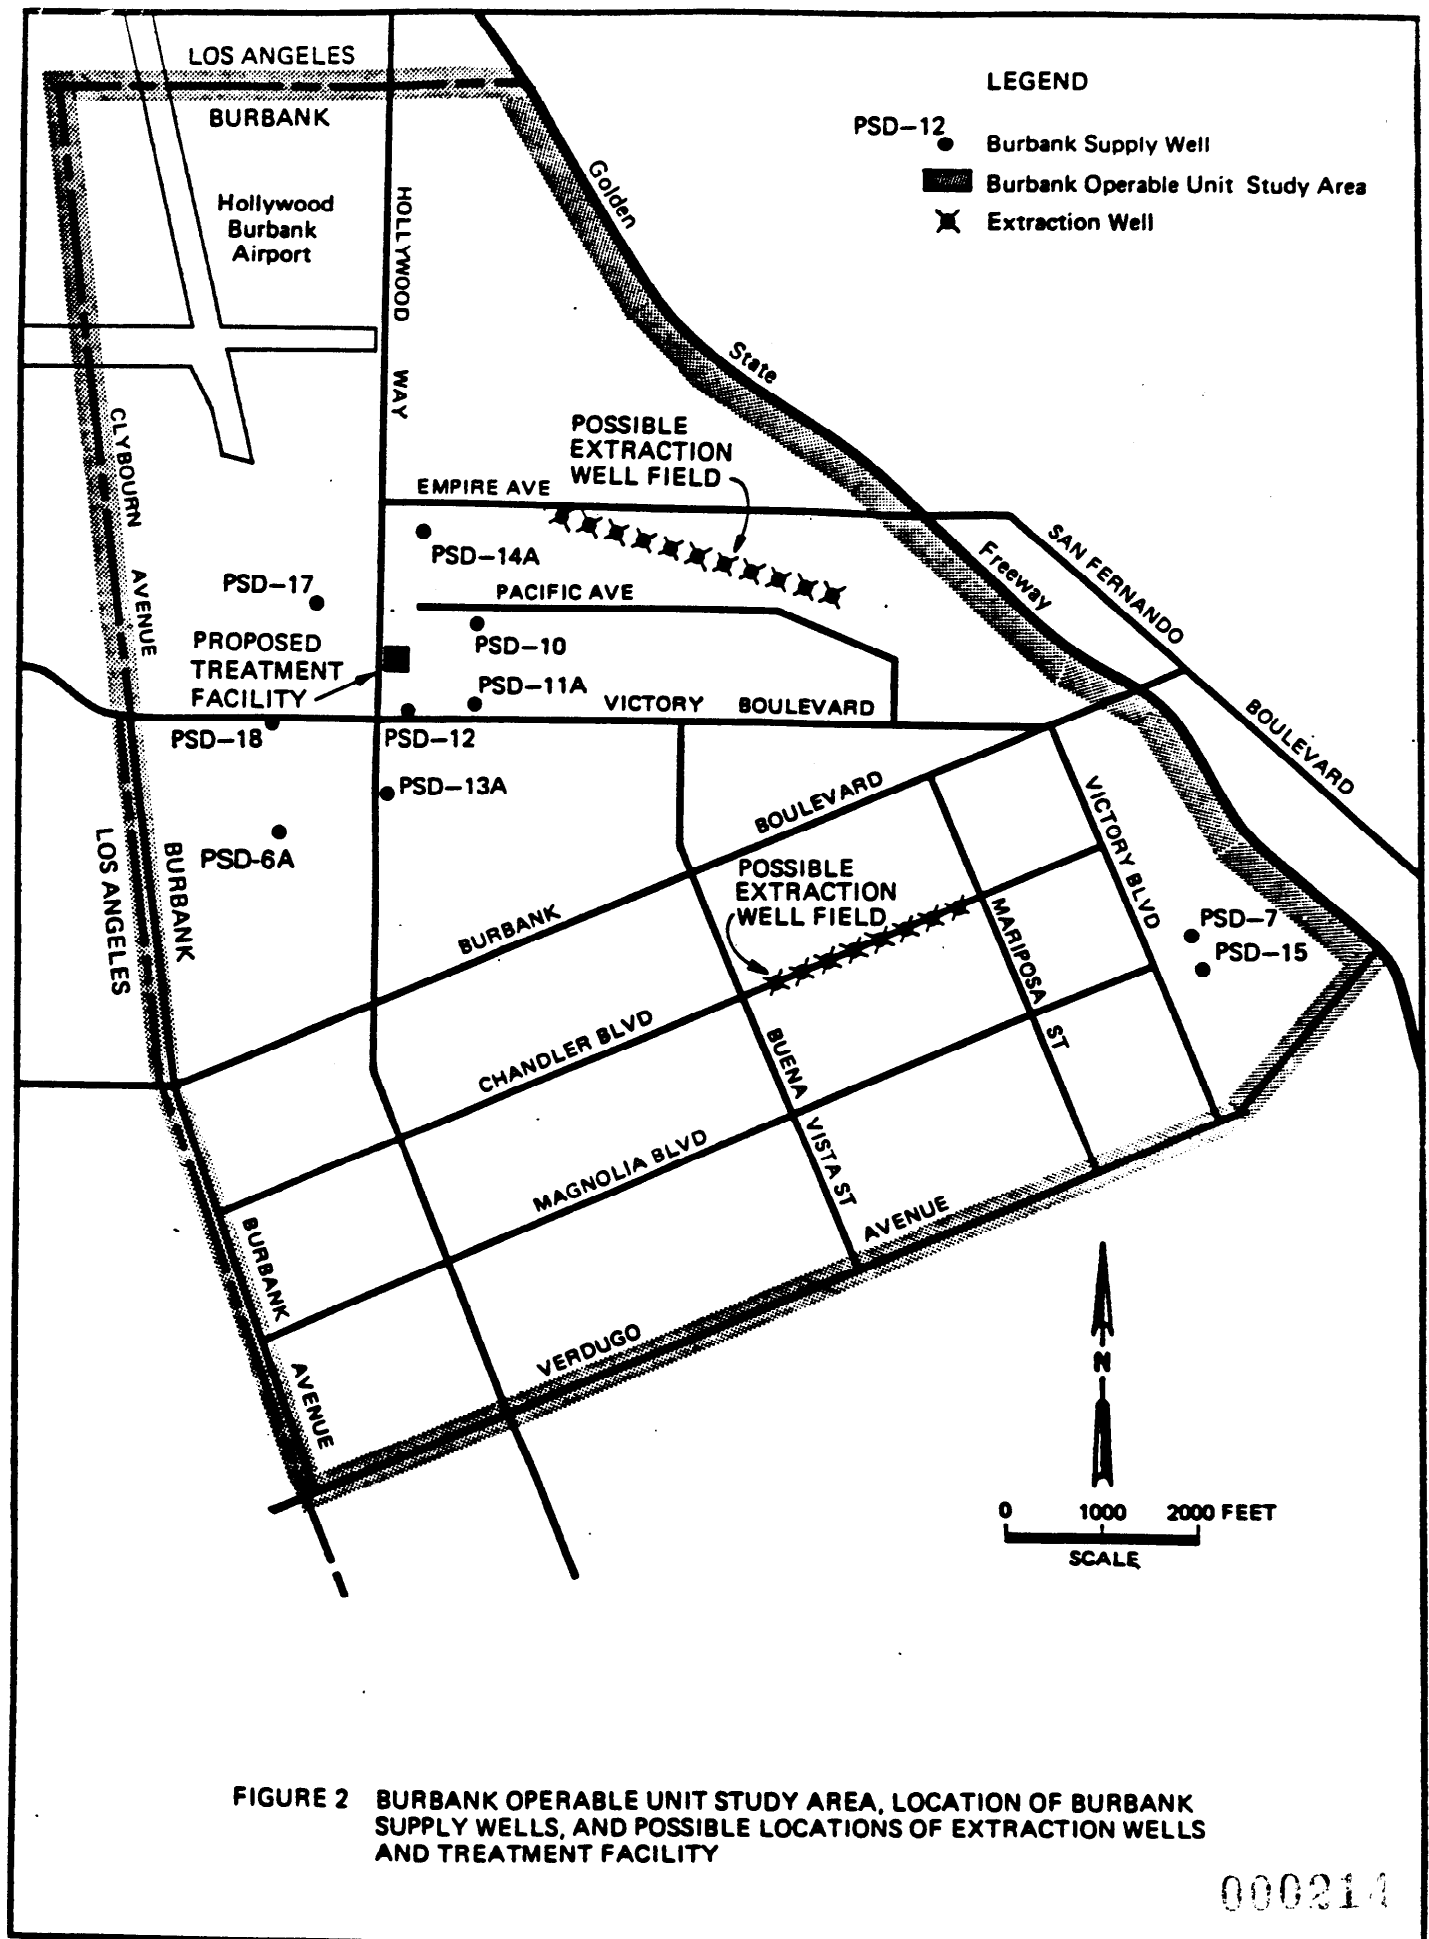 LOS ANGELES
BURBANK
Hollywood
Burbank
Airport
HOLLYWOOD WAY
Golden
State
Freeway
LEGEND
PSD-12
Burbank Supply Well
Burbank Operable Unit Study Area
Extraction Well
CLYBOURN AVENUE
POSSIBLE
EXTRACTION
WELL FIELD
EMPIRE AVE
PSD-14A
PSD-17
PACIFIC AVE
PSD-10
PROPOSED
TREATMENT
FACILITY
PSD-11A
VICTORY BOULEVARD
PSD-18
PSD-12
PSD-13A
PSD-6A
SAN FERNANDO BOULEVARD
LOS ANGELES
BURBANK
BURBANK BOULEVARD
VICTORY BLVD
POSSIBLE
EXTRACTION
WELL FIELD
MARIPOSA ST
PSD-7
PSD-15
CHANDLER BLVD
BUENA VISTA ST
MAGNOLIA BLVD
BURBANK AVENUE
VERDUGO AVENUE
N
0 1000 2000 FEET
SCALE
FIGURE 2 BURBANK OPERABLE UNIT STUDY AREA, LOCATION OF BURBANK
SUPPLY WELLS, AND POSSIBLE LOCATIONS OF EXTRACTION WELLS
AND TREATMENT FACILITY
000214